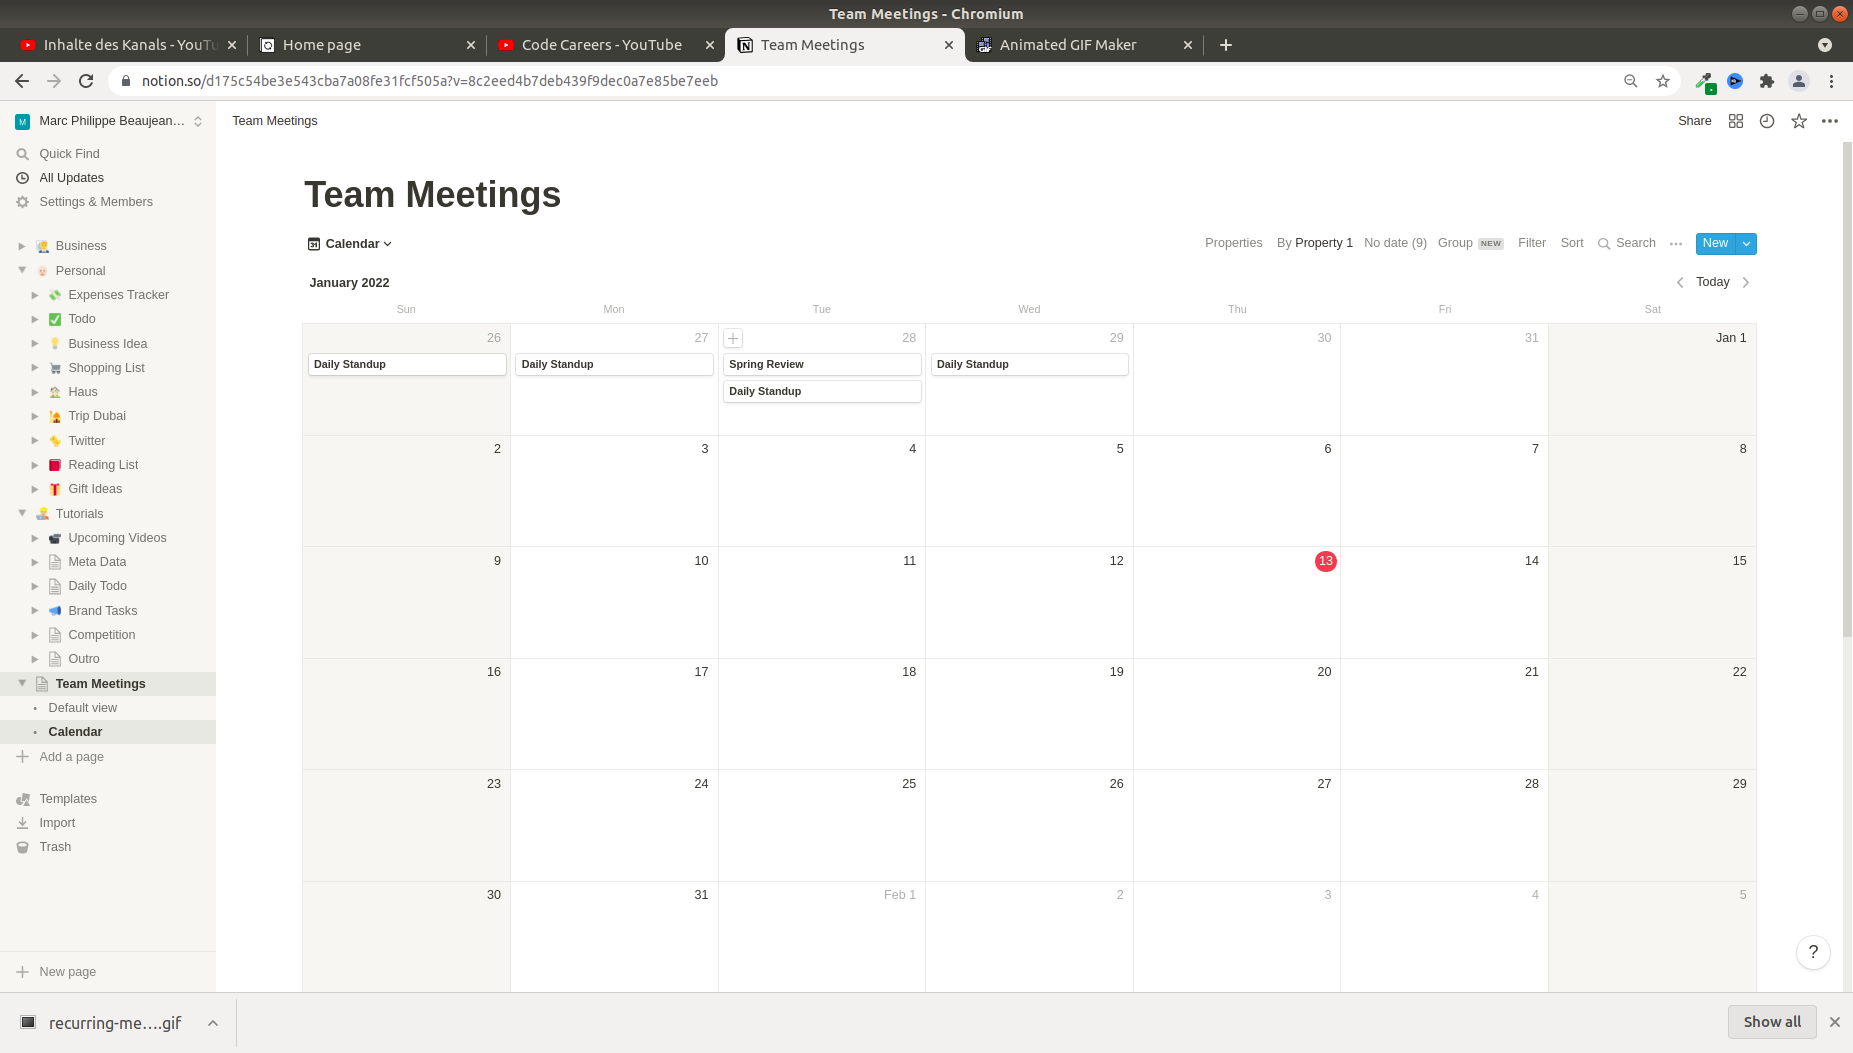 Team Meetings - Chromium
Inhalte des Kanals - YouTu
Home page
Code Careers - YouTube
Team Meetings
Animated GIF Maker
notion.so/d175c54be3e543cba7a08fe31fcf505a?v=8c2eed4b7deb439f9dec0a7e85be7eeb
M Marc Philippe Beaujean...
Quick Find
All Updates
Settings & Members
Business
Personal
Expenses Tracker
Todo
Business Idea
Shopping List
Haus
Trip Dubai
Twitter
Reading List
Gift Ideas
Tutorials
Upcoming Videos
Meta Data
Daily Todo
Brand Tasks
Competition
Outro
Team Meetings
Default view
Calendar
Add a page
Templates
Import
Trash
New page
Team Meetings
Share
Team Meetings
31 Calendar
Properties By Property 1 No date (9) Group NEW Filter Sort Search New
January 2022
Today
Sun Mon Tue Wed Thu Fri Sat
26 27 28 29 30 31 Jan 1
Daily Standup Daily Standup Spring Review Daily Standup
Daily Standup
2 3 4 5 6 7 8
9 10 11 12 13 14 15
16 17 18 19 20 21 22
23 24 25 26 27 28 29
30 31 Feb 1 2 3 4 5
?
recurring-me....gif
Show all